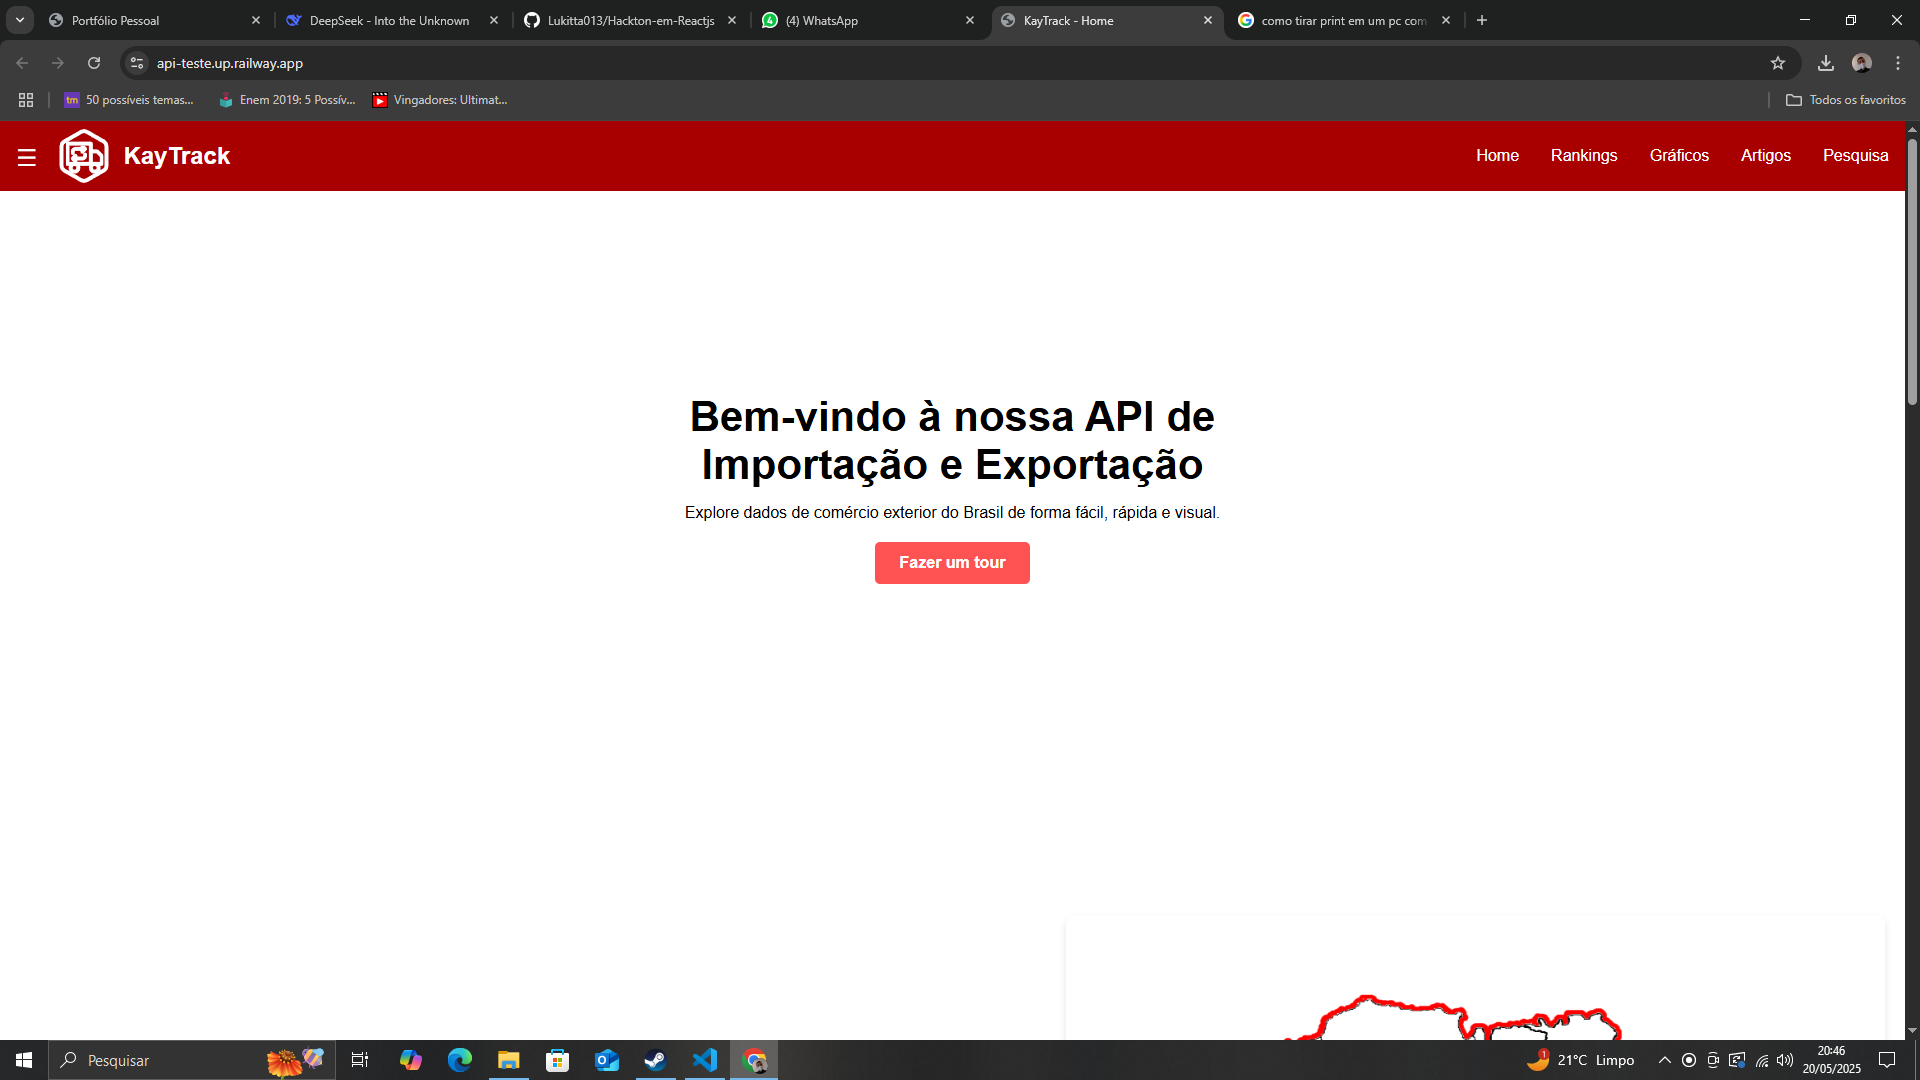 Portfólio Pessoal
DeepSeek - Into the Unknown
Lukitta013/Hackton-em-Reactjs
(4) WhatsApp
KayTrack - Home
como tirar print em um pc com
api-teste.up.railway.app
50 possíveis temas...
Enem 2019: 5 Possív...
Vingadores: Ultimat...
Todos os favoritos
KayTrack
Home
Rankings
Gráficos
Artigos
Pesquisa
Bem-vindo à nossa API de
Importação e Exportação
Explore dados de comércio exterior do Brasil de forma fácil, rápida e visual.
Fazer um tour
Pesquisar
1
21°C Limpo
20:46
20/05/2025